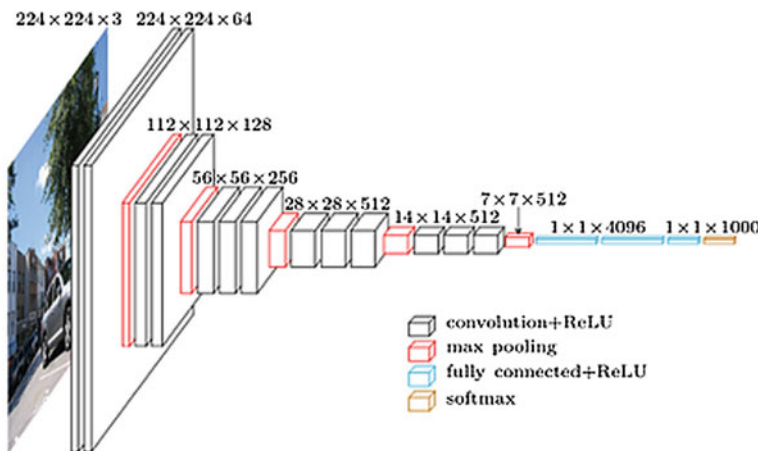 224×224×3
224×224×64
112×112×128
56×56×256
28×28×512
14×14×512
7×7×512
1×1×4096
1×1×1000
convolution+ReLU
max pooling
fully connected+ReLU
softmax